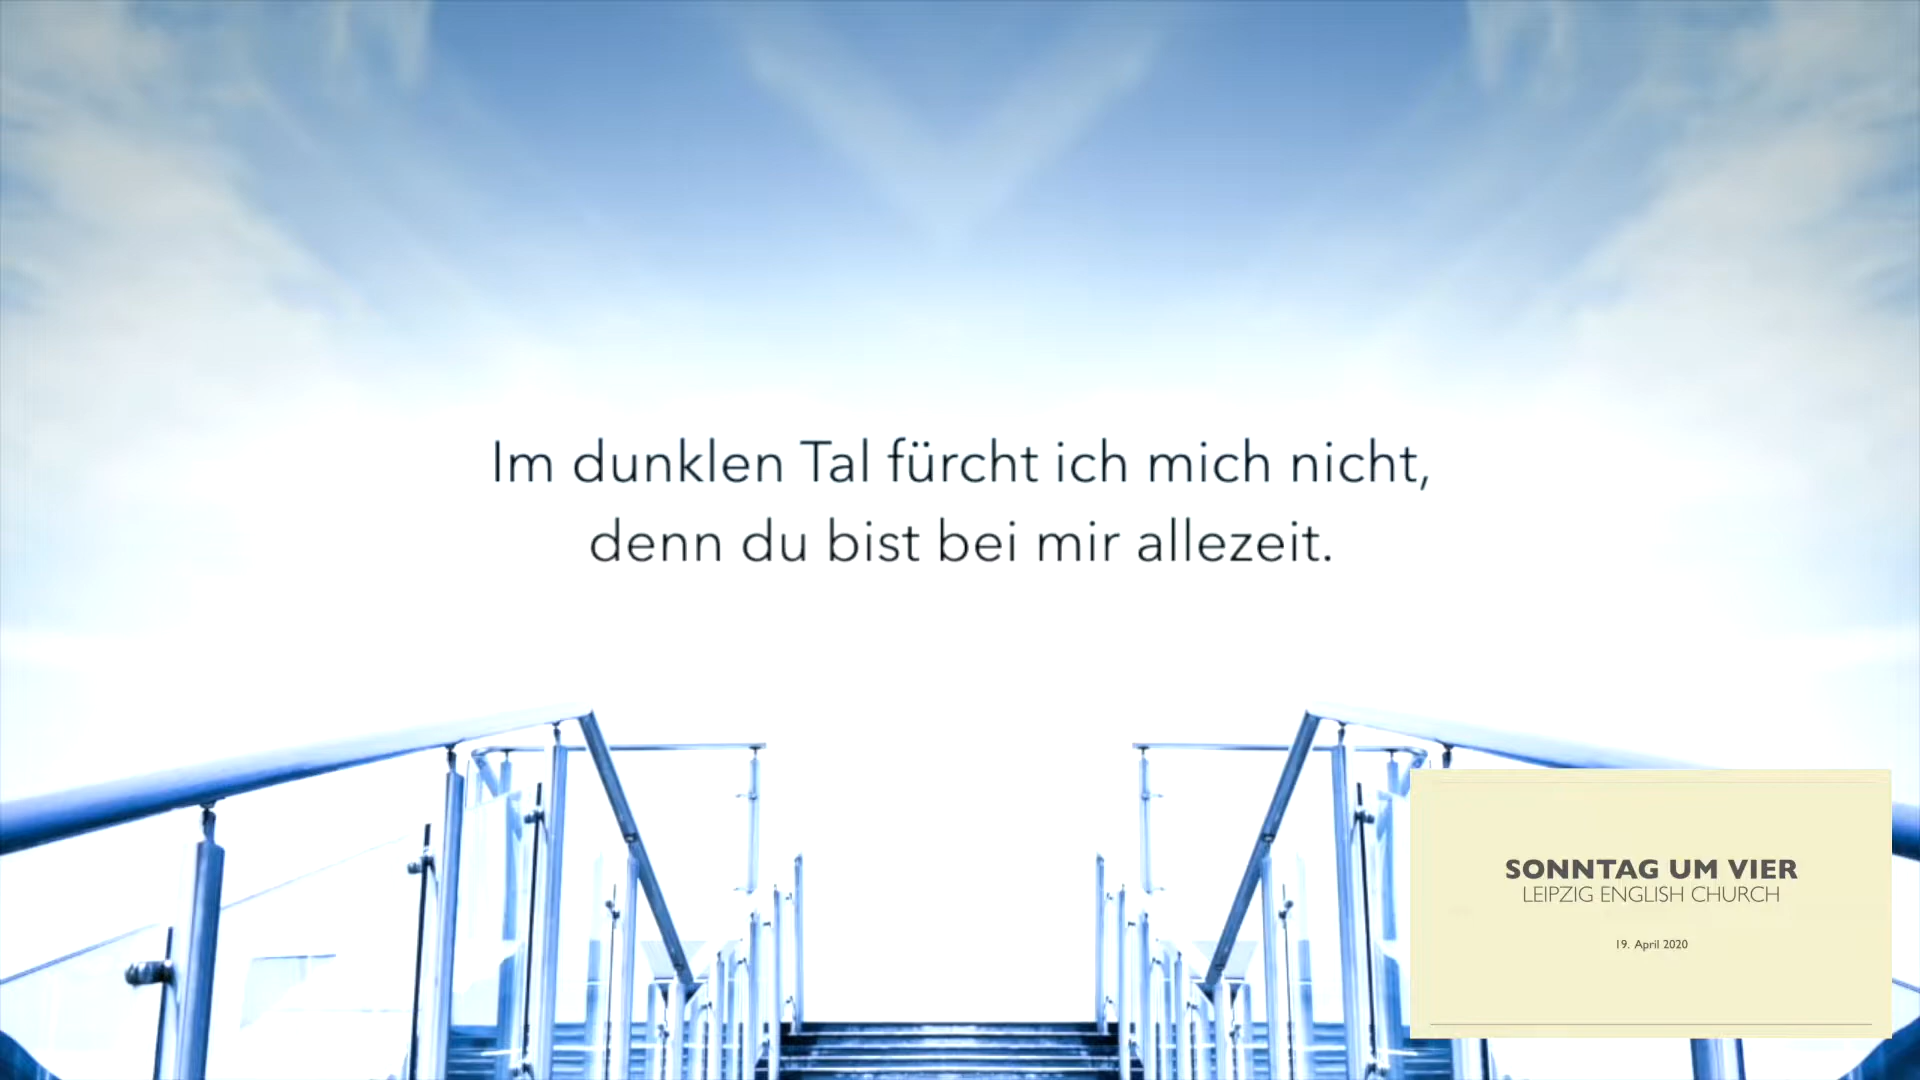 Im dunklen Tal fürcht ich mich nicht,
denn du bist bei mir allezeit.
SONNTAG UM VIER
LEIPZIG ENGLISH CHURCH
19. April 2020